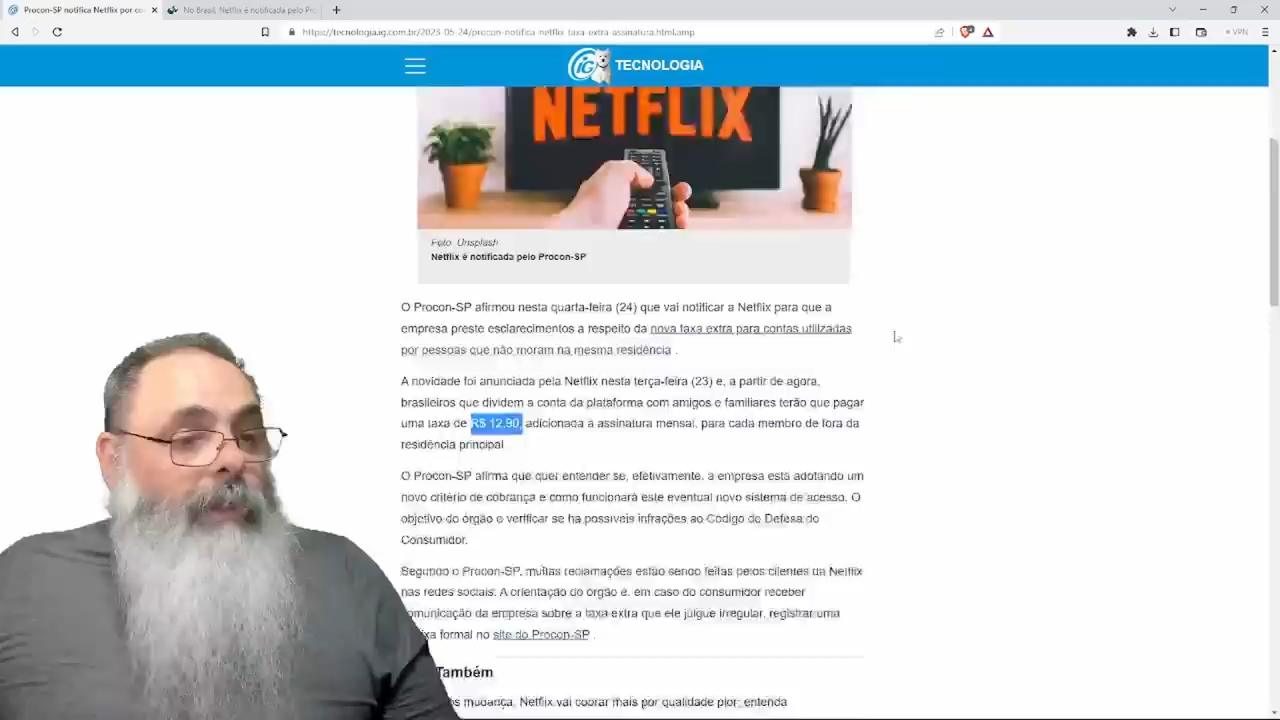 Procon-SP notifica Netflix por co
No Brasil, Netflix é notificada pelo Pro
https://tecnologia.ig.com.br/2023-05-24/procon-notifica-netflix-taxa-extra-assinatura.html.amp
VPN
iG TECNOLOGIA
NETFLIX
Foto: Unsplash
Netflix é notificada pelo Procon-SP
O Procon-SP afirmou nesta quarta-feira (24) que vai notificar a Netflix para que a
empresa preste esclarecimentos a respeito da nova taxa extra para contas utilizadas
por pessoas que não moram na mesma residência .
A novidade foi anunciada pela Netflix nesta terça-feira (23) e, a partir de agora,
brasileiros que dividem a conta da plataforma com amigos e familiares terão que pagar
uma taxa de R$ 12,90, adicionada à assinatura mensal, para cada membro de fora da
residência principal
O Procon-SP afirma que quer entender se, efetivamente, a empresa está adotando um
novo critério de cobrança e como funcionará este eventual novo sistema de acesso. O
objetivo do órgão é verificar se há possíveis infrações ao Código de Defesa do
Consumidor.
Segundo o Procon-SP, muitas reclamações estão sendo feitas pelos clientes da Netflix
nas redes sociais. A orientação do órgão é, em caso do consumidor receber
omunicação da empresa sobre a taxa extra que ele julgue irregular, registrar uma
ixa formal no site do Procon-SP .
Também
os mudança, Netflix vai cobrar mais por qualidade pior; entenda